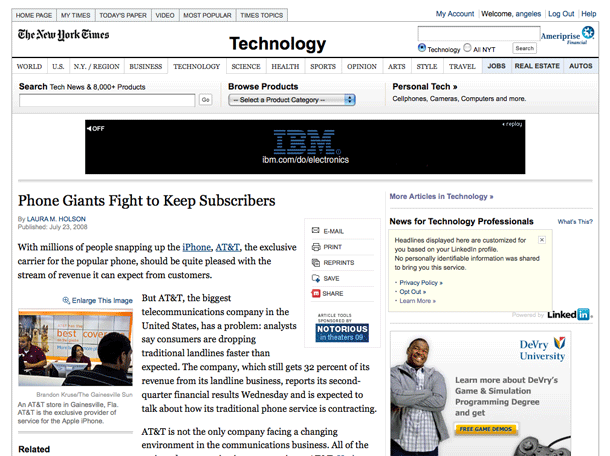 HOME PAGE MY TIMES TODAY'S PAPER VIDEO MOST POPULAR TIMES TOPICS
My Account Welcome, angeles Log Out Help
The New York Times
Technology
Technology All NYT Search
Ameriprise
Financial
WORLD U.S. N.Y. / REGION BUSINESS TECHNOLOGY SCIENCE HEALTH SPORTS OPINION ARTS STYLE TRAVEL JOBS REAL ESTATE AUTOS
Search Tech News & 8,000+ Products
Go
Browse Products
-- Select a Product Category --
Personal Tech »
Cellphones, Cameras, Computers and more.
OFF
replay
IBM
ibm.com/do/electronics
Phone Giants Fight to Keep Subscribers
By LAURA M. HOLSON
Published: July 23, 2008
With millions of people snapping up the iPhone, AT&T, the exclusive
carrier for the popular phone, should be quite pleased with the
stream of revenue it can expect from customers.
E-MAIL
PRINT
REPRINTS
SAVE
SHARE
ARTICLE TOOLS
SPONSORED BY
NOTORIOUS
in theaters 09
Enlarge This Image
best cover
Brandon Kruse/The Gainesville Sun
An AT&T store in Gainesville, Fla.
AT&T is the exclusive provider of
service for the Apple iPhone.
Related
But AT&T, the biggest
telecommunications company in the
United States, has a problem: analysts
say consumers are dropping
traditional landlines faster than
expected. The company, which still gets 32 percent of its
revenue from its landline business, reports its second-
quarter financial results Wednesday and is expected to
talk about how its traditional phone service is contracting.
AT&T is not the only company facing a changing
environment in the communications business. All of the
More Articles in Technology »
News for Technology Professionals
What's This?
Headlines displayed here are customized for
you based on your LinkedIn profile.
No personally identifiable information was shared
to bring you this service.
Privacy Policy »
Opt Out »
Learn More »
Powered by LinkedIn
DeVry
University
Learn more about DeVry's
Game & Simulation
Programming Degree
and get
FREE GAME DEMOS